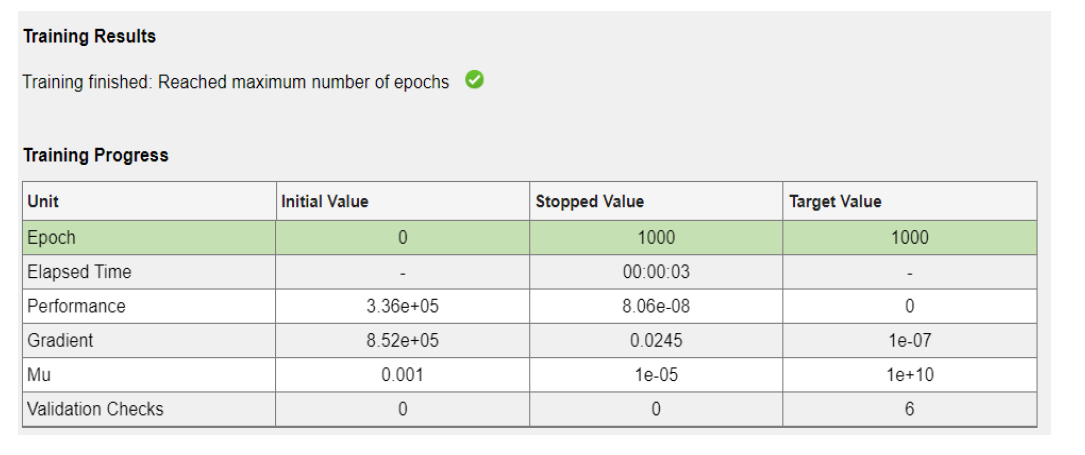 Training Results
Training finished: Reached maximum number of epochs
Training Progress
Unit Initial Value Stopped Value Target Value
Epoch 0 1000 1000
Elapsed Time - 00:00:03 -
Performance 3.36e+05 8.06e-08 0
Gradient 8.52e+05 0.0245 1e-07
Mu 0.001 1e-05 1e+10
Validation Checks 0 0 6